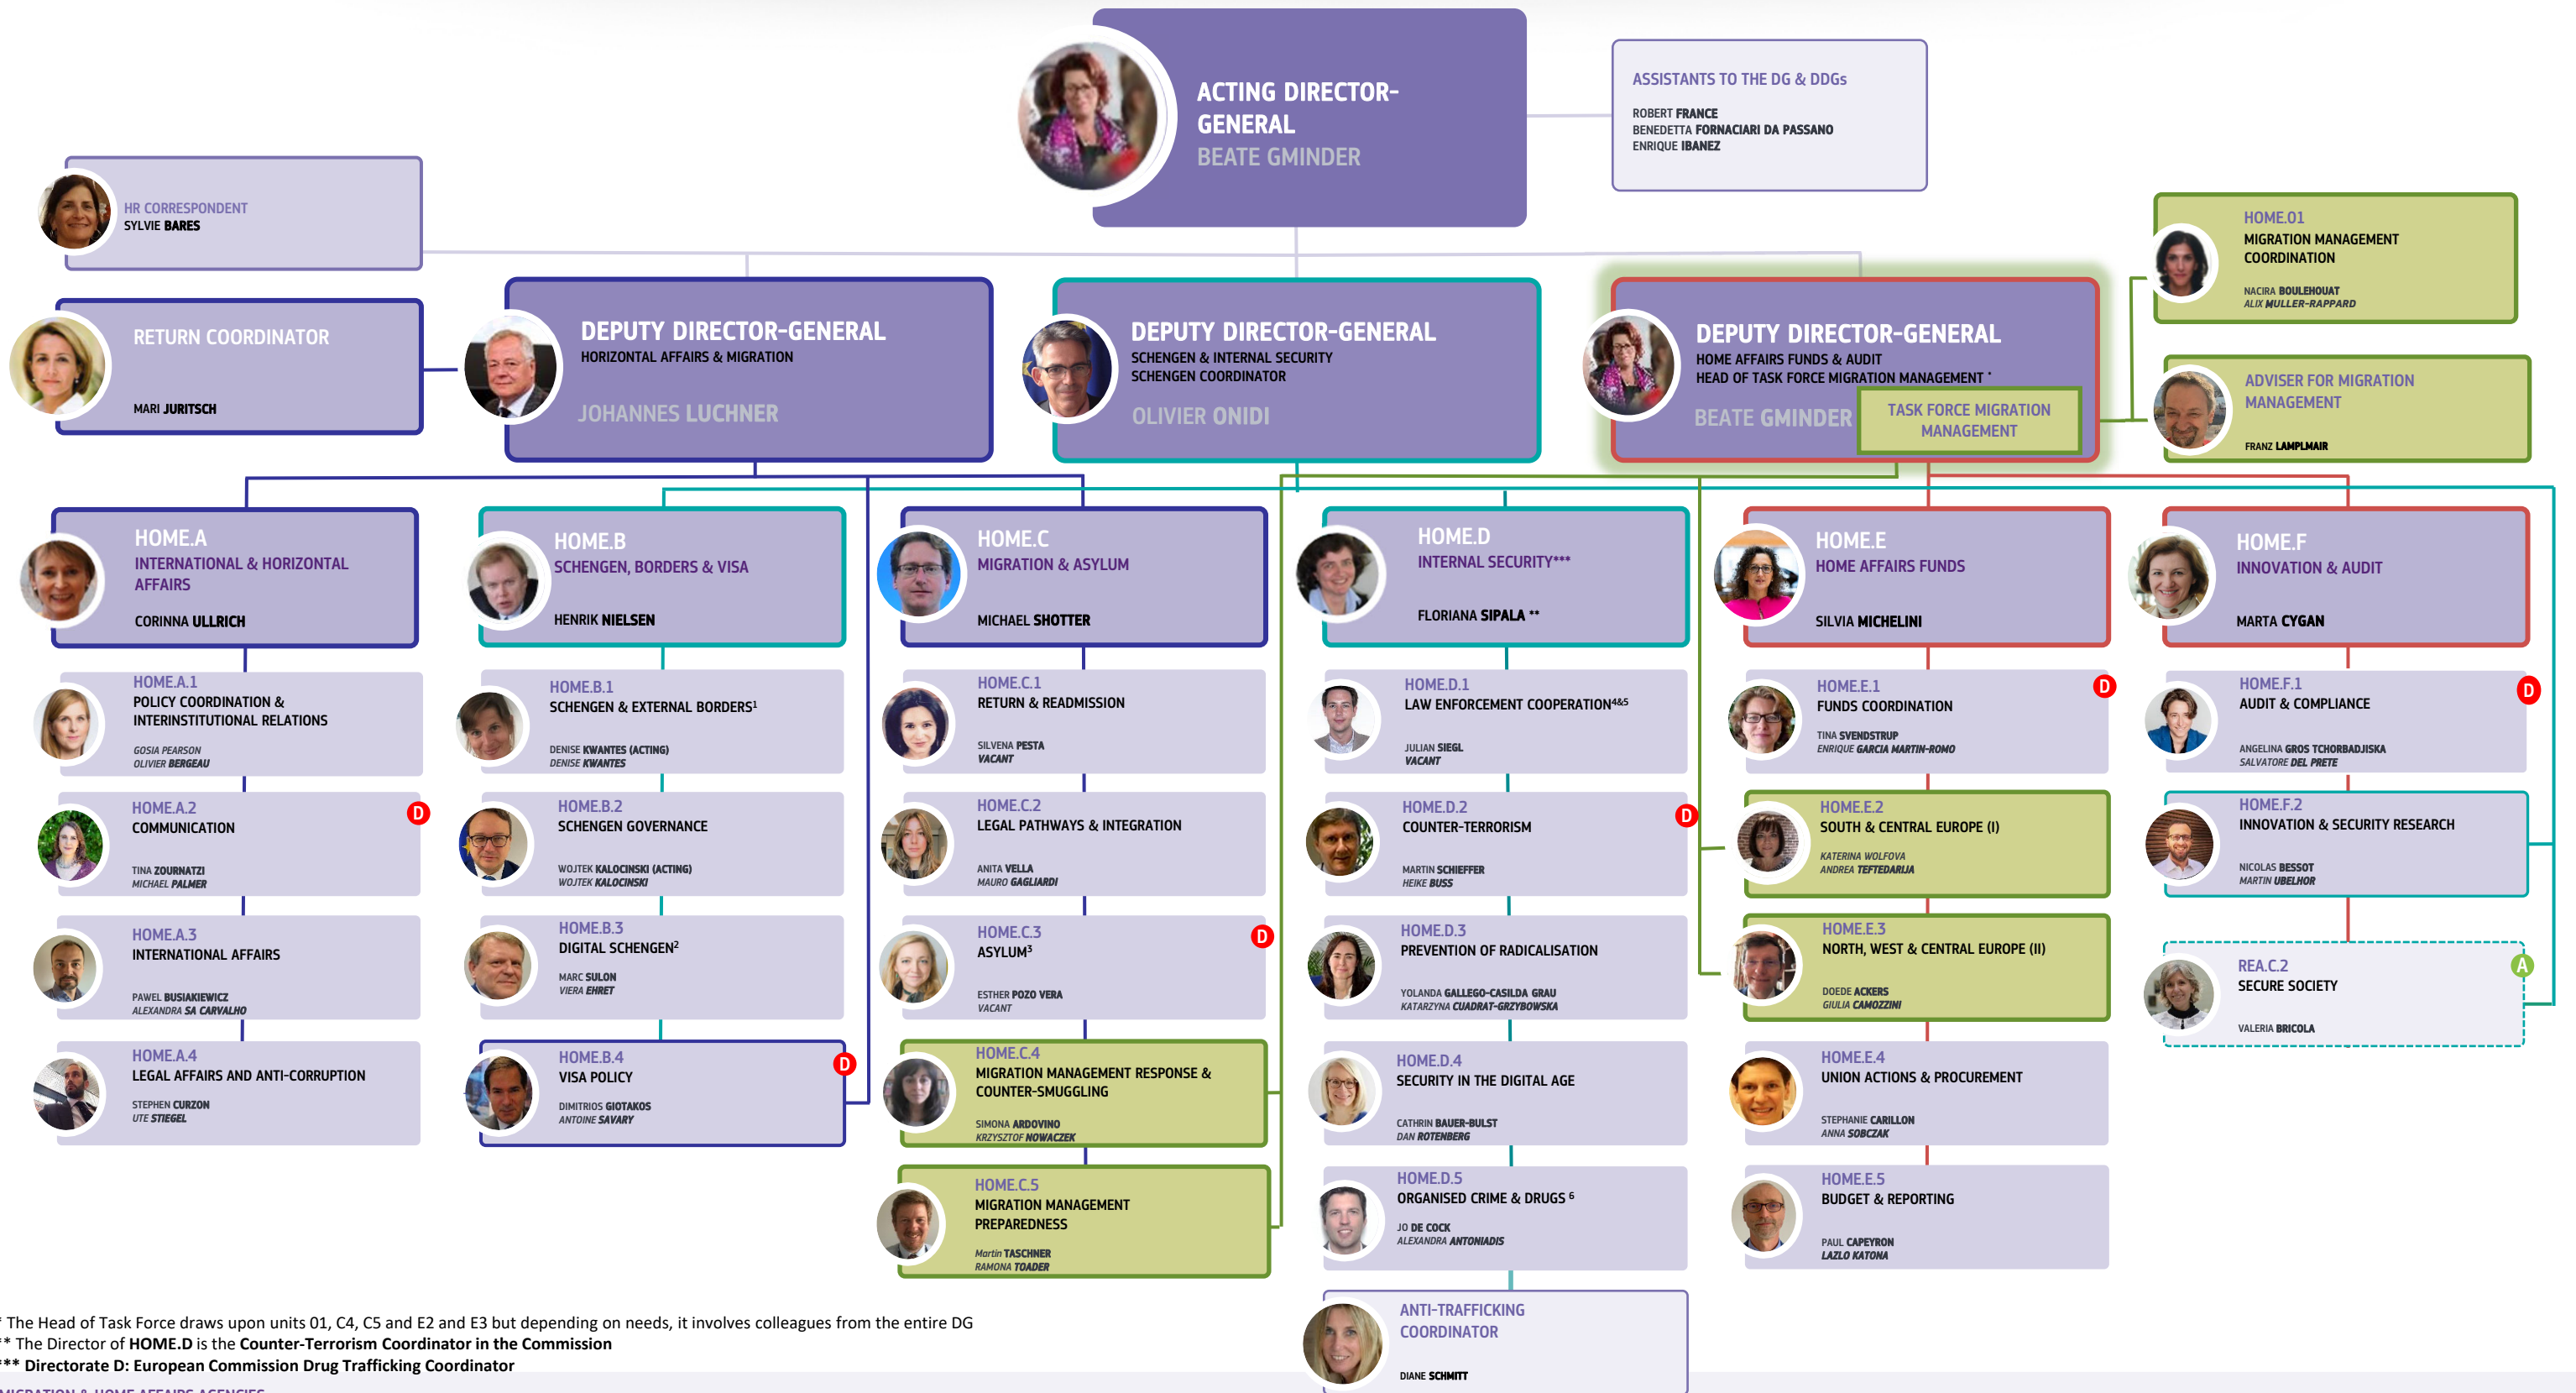 ACTING DIRECTOR-
GENERAL
BEATE GMINDER
ASSISTANTS TO THE DG & DDGs
ROBERT FRANCE
BENEDETTA FORNACIARI DA PASSANO
ENRIQUE IBANEZ
HR CORRESPONDENT
SYLVIE BARES
RETURN COORDINATOR
MARI JURITSCH
DEPUTY DIRECTOR-GENERAL
HORIZONTAL AFFAIRS & MIGRATION
JOHANNES LUCHNER
DEPUTY DIRECTOR-GENERAL
SCHENGEN & INTERNAL SECURITY
SCHENGEN COORDINATOR
OLIVIER ONIDI
DEPUTY DIRECTOR-GENERAL
HOME AFFAIRS FUNDS & AUDIT
HEAD OF TASK FORCE MIGRATION MANAGEMENT *
BEATE GMINDER
TASK FORCE MIGRATION
MANAGEMENT
HOME.01
MIGRATION MANAGEMENT
COORDINATION
NACIRA BOULEHOUAT
ALIX MULLER-RAPPARD
ADVISER FOR MIGRATION
MANAGEMENT
FRANZ LAMPLMAIR
HOME.A
INTERNATIONAL & HORIZONTAL
AFFAIRS
CORINNA ULLRICH
HOME.A.1
POLICY COORDINATION &
INTERINSTITUTIONAL RELATIONS
GOSIA PEARSON
OLIVIER BERGEAU
HOME.A.2
D
COMMUNICATION
TINA ZOURNATZI
MICHAEL PALMER
HOME.A.3
INTERNATIONAL AFFAIRS
PAWEL BUSIAKIEWICZ
ALEXANDRA SA CARVALHO
HOME.A.4
LEGAL AFFAIRS AND ANTI-CORRUPTION
STEPHEN CURZON
UTE STIEGEL
HOME.B
SCHENGEN, BORDERS & VISA
HENRIK NIELSEN
HOME.B.1
SCHENGEN & EXTERNAL BORDERS¹
DENISE KWANTES (ACTING)
DENISE KWANTES
HOME.B.2
SCHENGEN GOVERNANCE
WOJTEK KALOCINSKI (ACTING)
WOJTEK KALOCINSKI
HOME.B.3
DIGITAL SCHENGEN²
MARC SULON
VIERA EHRET
HOME.B.4
D
VISA POLICY
DIMITRIOS GIOTAKOS
ANTOINE SAVARY
HOME.C
MIGRATION & ASYLUM
MICHAEL SHOTTER
HOME.C.1
RETURN & READMISSION
SILVENA PESTA
VACANT
HOME.C.2
LEGAL PATHWAYS & INTEGRATION
ANITA VELLA
MAURO GAGLIARDI
HOME.C.3
D
ASYLUM³
ESTHER POZO VERA
VACANT
HOME.C.4
MIGRATION MANAGEMENT RESPONSE &
COUNTER-SMUGGLING
SIMONA ARDOVINO
KRZYSZTOF NOWACZEK
HOME.C.5
MIGRATION MANAGEMENT
PREPAREDNESS
Martin TASCHNER
RAMONA TOADER
HOME.D
INTERNAL SECURITY***
FLORIANA SIPALA **
HOME.D.1
LAW ENFORCEMENT COOPERATION⁴&⁵
JULIAN SIEGL
VACANT
HOME.D.2
D
COUNTER-TERRORISM
MARTIN SCHIEFFER
HEIKE BUSS
HOME.D.3
PREVENTION OF RADICALISATION
YOLANDA GALLEGO-CASILDA GRAU
KATARZYNA CUADRAT-GRZYBOWSKA
HOME.D.4
SECURITY IN THE DIGITAL AGE
CATHRIN BAUER-BULST
DAN ROTENBERG
HOME.D.5
ORGANISED CRIME & DRUGS ⁶
JO DE COCK
ALEXANDRA ANTONIADIS
ANTI-TRAFFICKING
COORDINATOR
DIANE SCHMITT
HOME.E
HOME AFFAIRS FUNDS
SILVIA MICHELINI
HOME.E.1
D
FUNDS COORDINATION
TINA SVENDSTRUP
ENRIQUE GARCIA MARTIN-ROMO
HOME.E.2
SOUTH & CENTRAL EUROPE (I)
KATERINA WOLFOVA
ANDREA TEFTEDARIJA
HOME.E.3
NORTH, WEST & CENTRAL EUROPE (II)
DOEDE ACKERS
GIULIA CAMOZZINI
HOME.E.4
UNION ACTIONS & PROCUREMENT
STEPHANIE CARILLON
ANNA SOBCZAK
HOME.E.5
BUDGET & REPORTING
PAUL CAPEYRON
LAZLO KATONA
HOME.F
INNOVATION & AUDIT
MARTA CYGAN
HOME.F.1
D
AUDIT & COMPLIANCE
ANGELINA GROS TCHORBADJISKA
SALVATORE DEL PRETE
HOME.F.2
INNOVATION & SECURITY RESEARCH
NICOLAS BESSOT
MARTIN UBELHOR
REA.C.2
A
SECURE SOCIETY
VALERIA BRICOLA
* The Head of Task Force draws upon units 01, C4, C5 and E2 and E3 but depending on needs, it involves colleagues from the entire DG
** The Director of HOME.D is the Counter-Terrorism Coordinator in the Commission
*** Directorate D: European Commission Drug Trafficking Coordinator
MIGRATION & HOME AFFAIRS AGENCIES